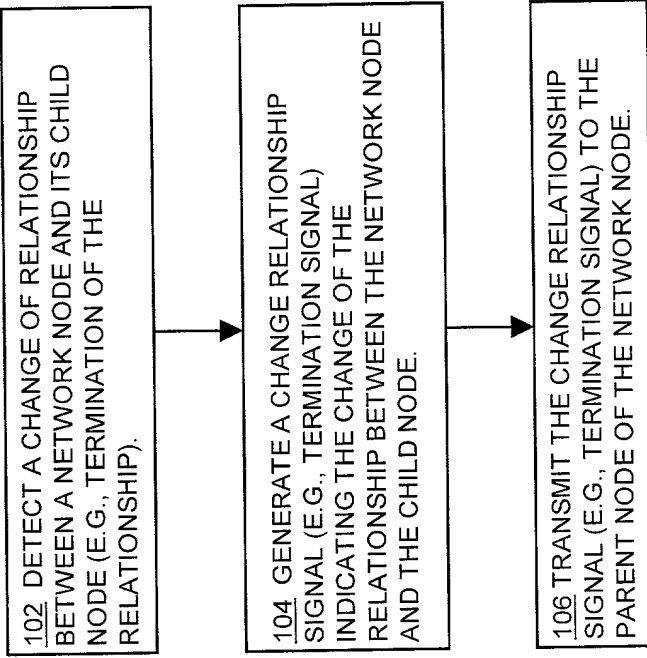 102 DETECT A CHANGE OF RELATIONSHIP
BETWEEN A NETWORK NODE AND ITS CHILD
NODE (E.G., TERMINATION OF THE
RELATIONSHIP).
104 GENERATE A CHANGE RELATIONSHIP
SIGNAL (E.G., TERMINATION SIGNAL)
INDICATING THE CHANGE OF THE
RELATIONSHIP BETWEEN THE NETWORK NODE
AND THE CHILD NODE.
106 TRANSMIT THE CHANGE RELATIONSHIP
SIGNAL (E.G., TERMINATION SIGNAL) TO THE
PARENT NODE OF THE NETWORK NODE.